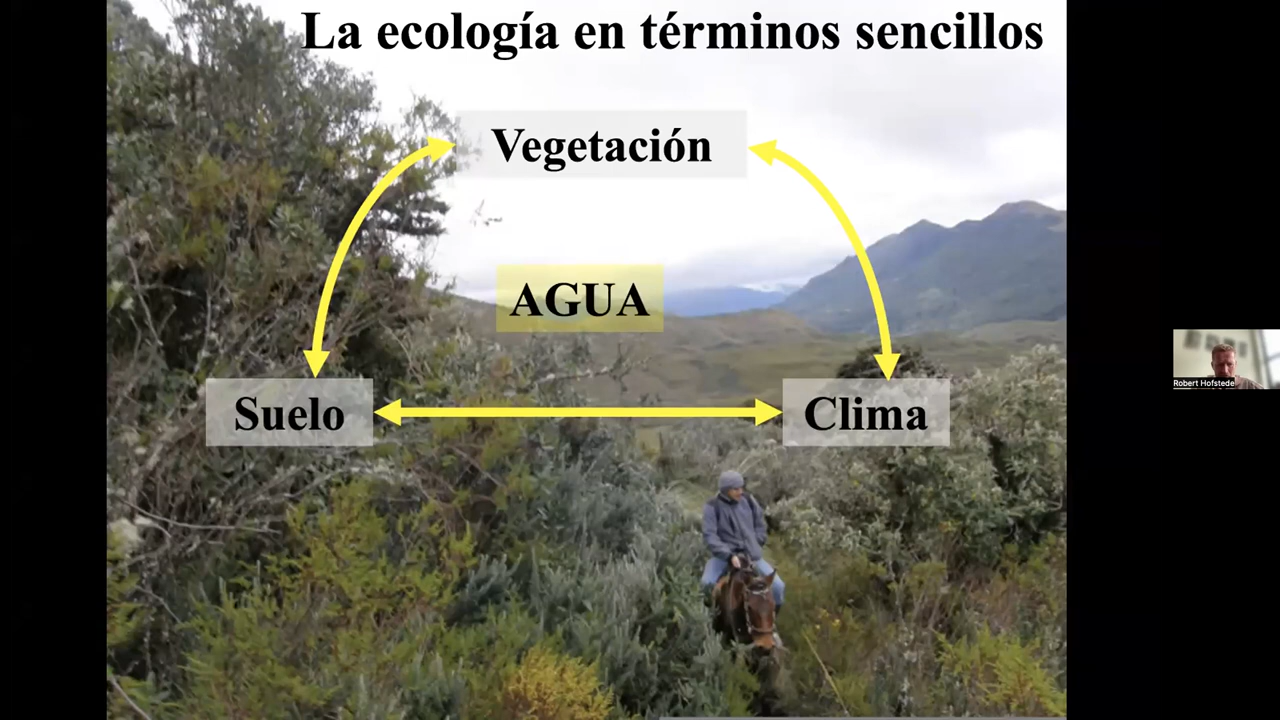 La ecología en términos sencillos
Vegetación
AGUA
Suelo
Clima
Robert Hofstede